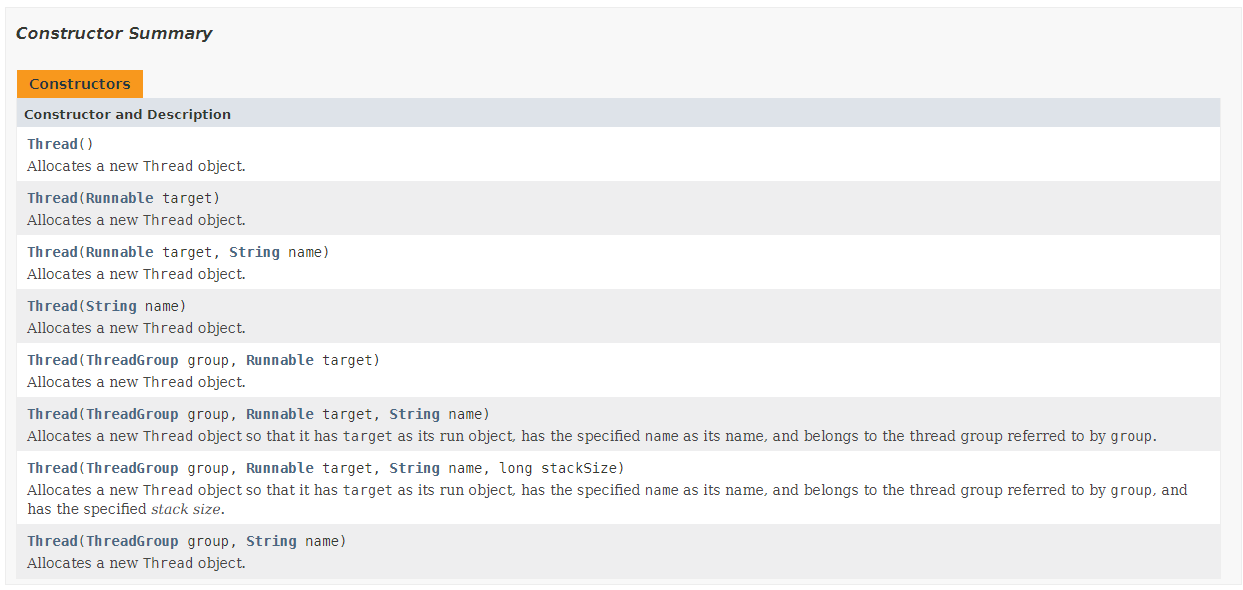 Constructor Summary
Constructors
Constructor and Description
Thread()
Allocates a new Thread object.
Thread(Runnable target)
Allocates a new Thread object.
Thread(Runnable target, String name)
Allocates a new Thread object.
Thread(String name)
Allocates a new Thread object.
Thread(ThreadGroup group, Runnable target)
Allocates a new Thread object.
Thread(ThreadGroup group, Runnable target, String name)
Allocates a new Thread object so that it has target as its run object, has the specified name as its name, and belongs to the thread group referred to by group.
Thread(ThreadGroup group, Runnable target, String name, long stackSize)
Allocates a new Thread object so that it has target as its run object, has the specified name as its name, and belongs to the thread group referred to by group, and
has the specified stack size.
Thread(ThreadGroup group, String name)
Allocates a new Thread object.